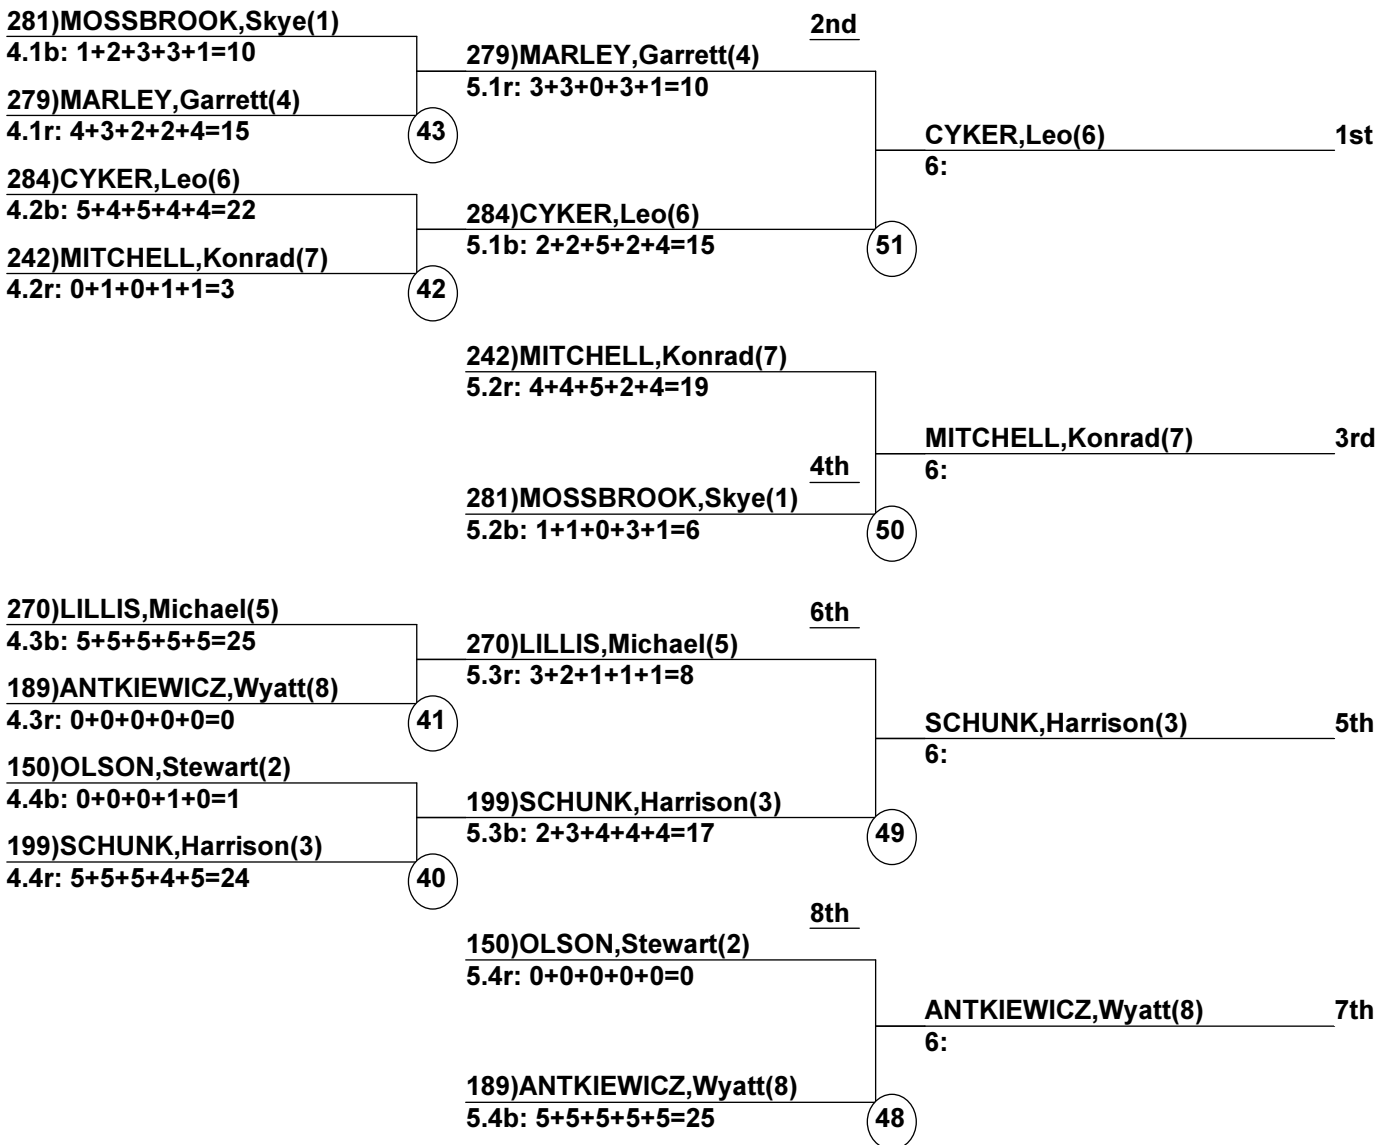 281)MOSSBROOK,Skye(1)
4.1b: 1+2+3+3+1=10
279)MARLEY,Garrett(4)
4.1r: 4+3+2+2+4=15
43
284)CYKER,Leo(6)
4.2b: 5+4+5+4+4=22
242)MITCHELL,Konrad(7)
4.2r: 0+1+0+1+1=3
42
2nd
279)MARLEY,Garrett(4)
5.1r: 3+3+0+3+1=10
284)CYKER,Leo(6)
5.1b: 2+2+5+2+4=15
51
CYKER,Leo(6) 1st
6:
242)MITCHELL,Konrad(7)
5.2r: 4+4+5+2+4=19
4th
281)MOSSBROOK,Skye(1)
5.2b: 1+1+0+3+1=6
50
MITCHELL,Konrad(7) 3rd
6:
270)LILLIS,Michael(5)
4.3b: 5+5+5+5+5=25
189)ANTKIEWICZ,Wyatt(8)
4.3r: 0+0+0+0+0=0
41
150)OLSON,Stewart(2)
4.4b: 0+0+0+1+0=1
199)SCHUNK,Harrison(3)
4.4r: 5+5+5+4+5=24
40
6th
270)LILLIS,Michael(5)
5.3r: 3+2+1+1+1=8
199)SCHUNK,Harrison(3)
5.3b: 2+3+4+4+4=17
49
SCHUNK,Harrison(3) 5th
6:
8th
150)OLSON,Stewart(2)
5.4r: 0+0+0+0+0=0
189)ANTKIEWICZ,Wyatt(8)
5.4b: 5+5+5+5+5=25
48
ANTKIEWICZ,Wyatt(8) 7th
6: